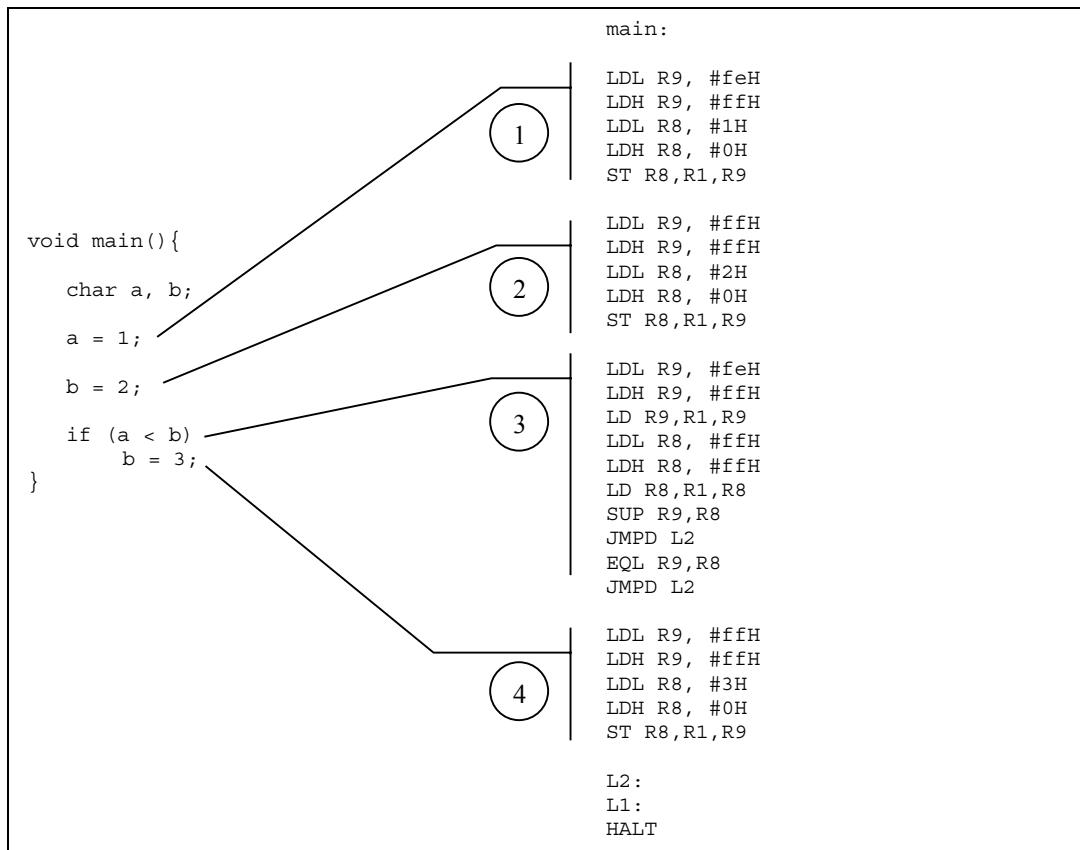 void main(){
char a, b;
a = 1;
b = 2;
if (a < b)
b = 3;
}
1
2
3
4
main:
LDL R9, #feH
LDH R9, #ffH
LDL R8, #1H
LDH R8, #0H
ST R8,R1,R9
LDL R9, #ffH
LDH R9, #ffH
LDL R8, #2H
LDH R8, #0H
ST R8,R1,R9
LDL R9, #feH
LDH R9, #ffH
LD R9,R1,R9
LDL R8, #ffH
LDH R8, #ffH
LD R8,R1,R8
SUP R9,R8
JMPD L2
EQL R9,R8
JMPD L2
LDL R9, #ffH
LDH R9, #ffH
LDL R8, #3H
LDH R8, #0H
ST R8,R1,R9
L2:
L1:
HALT